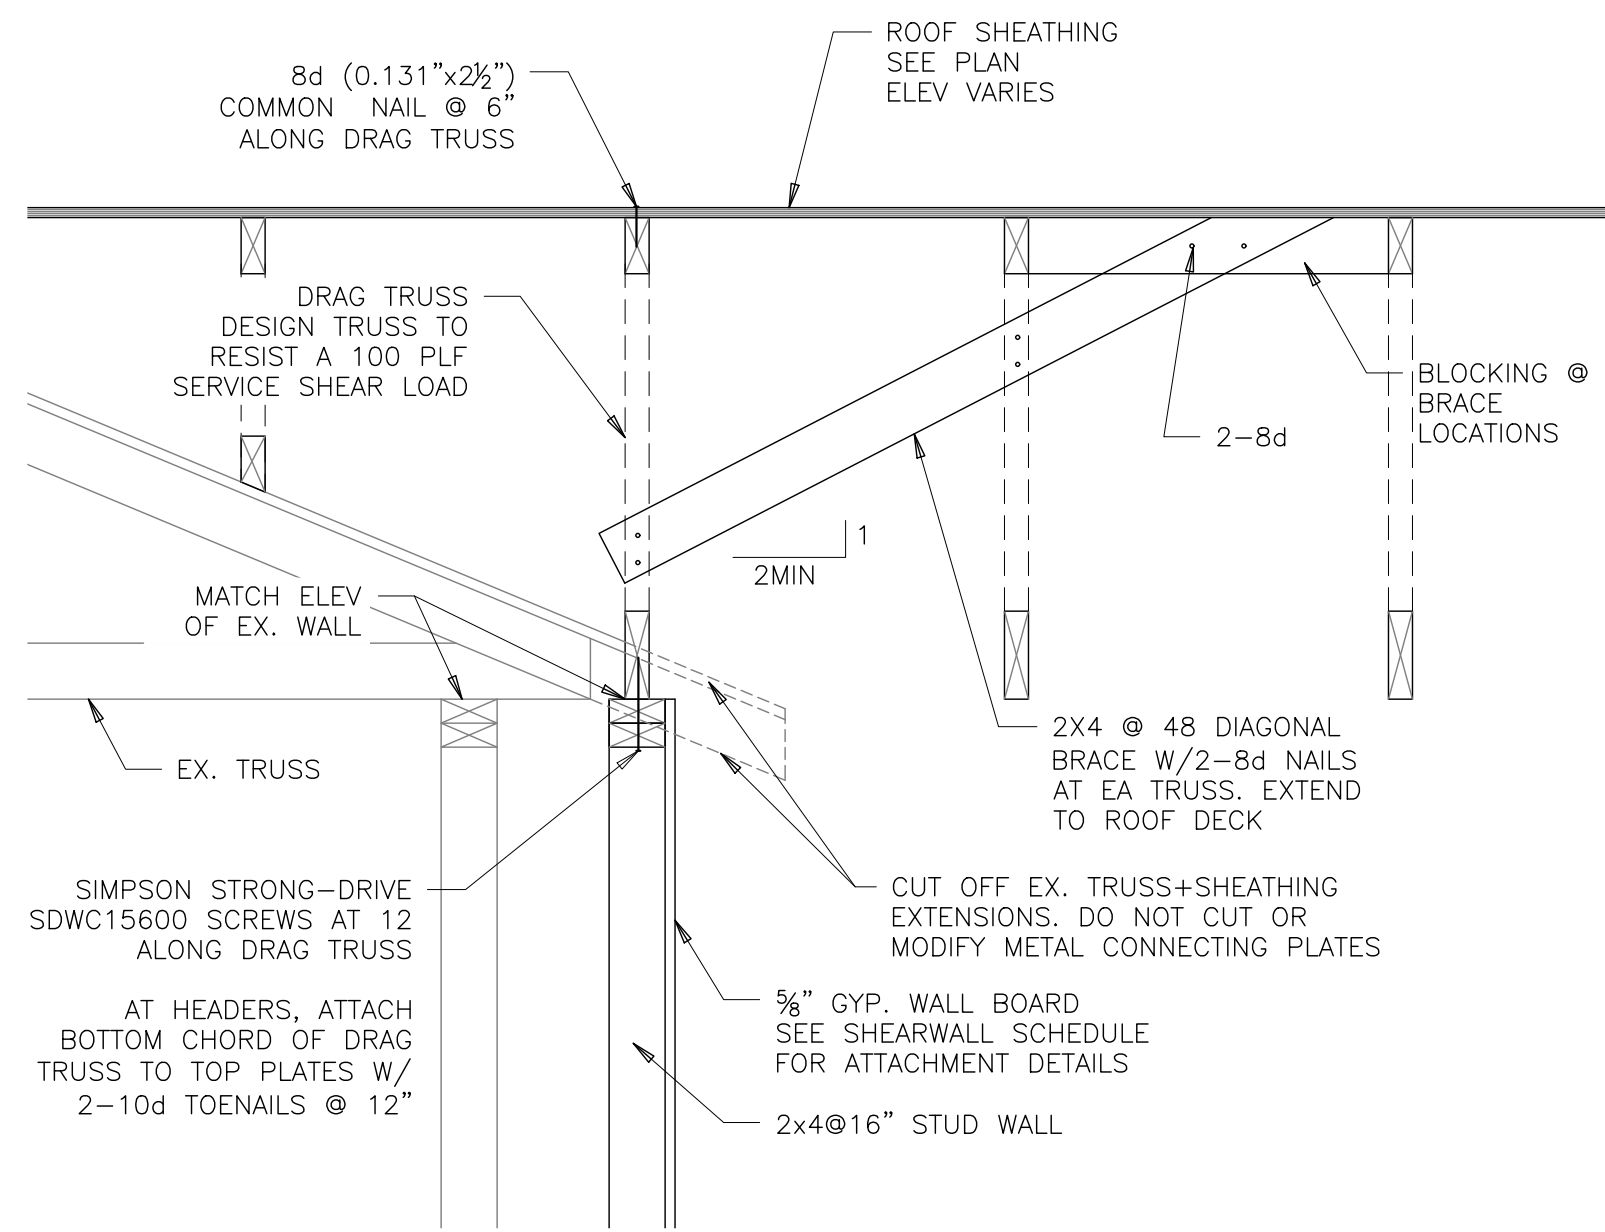 ROOF SHEATHING
SEE PLAN
ELEV VARIES
8d (0.131”x2½”)
COMMON NAIL @ 6”
ALONG DRAG TRUSS
DRAG TRUSS
DESIGN TRUSS TO
RESIST A 100 PLF
SERVICE SHEAR LOAD
BLOCKING @
BRACE
LOCATIONS
2-8d
1
2MIN
MATCH ELEV
OF EX. WALL
2X4 @ 48 DIAGONAL
BRACE W/2-8d NAILS
AT EA TRUSS. EXTEND
TO ROOF DECK
EX. TRUSS
SIMPSON STRONG-DRIVE
SDWC15600 SCREWS AT 12
ALONG DRAG TRUSS
AT HEADERS, ATTACH
BOTTOM CHORD OF DRAG
TRUSS TO TOP PLATES W/
2-10d TOENAILS @ 12”
CUT OFF EX. TRUSS+SHEATHING
EXTENSIONS. DO NOT CUT OR
MODIFY METAL CONNECTING PLATES
⅝” GYP. WALL BOARD
SEE SHEARWALL SCHEDULE
FOR ATTACHMENT DETAILS
2x4@16” STUD WALL